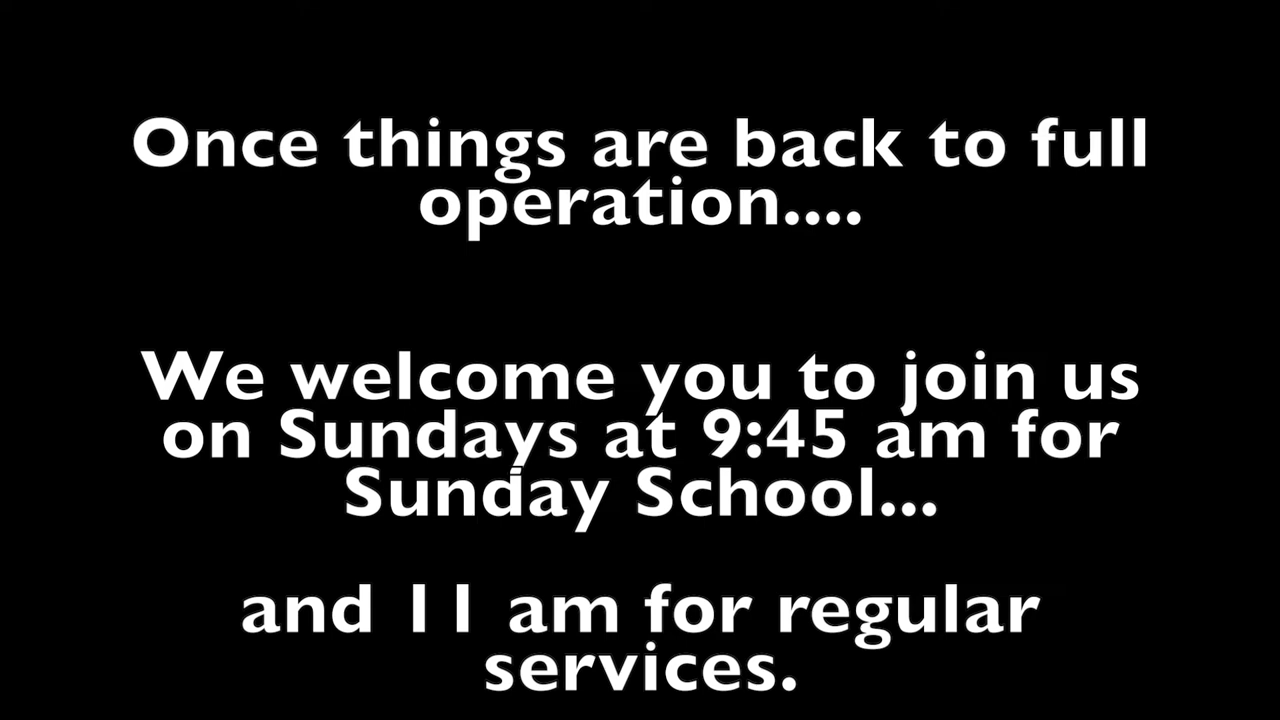 Once things are back to full
operation....
We welcome you to join us
on Sundays at 9:45 am for
Sunday School...
and 11 am for regular
services.